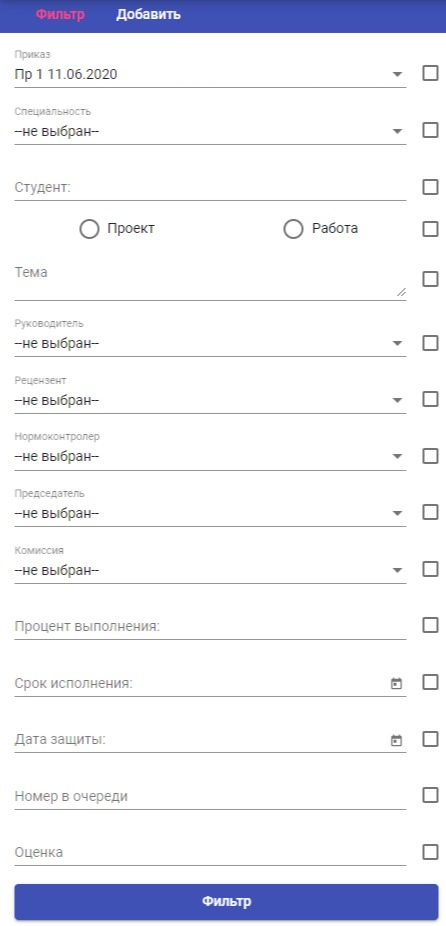 Фильтр Добавить
Приказ
Пр 1 11.06.2020
Специальность
--не выбран--
Студент:
Проект Работа
Тема
Руководитель
--не выбран--
Рецензент
--не выбран--
Нормоконтролер
--не выбран--
Председатель
--не выбран--
Комиссия
--не выбран--
Процент выполнения:
Срок исполнения:
Дата защиты:
Номер в очереди
Оценка
Фильтр